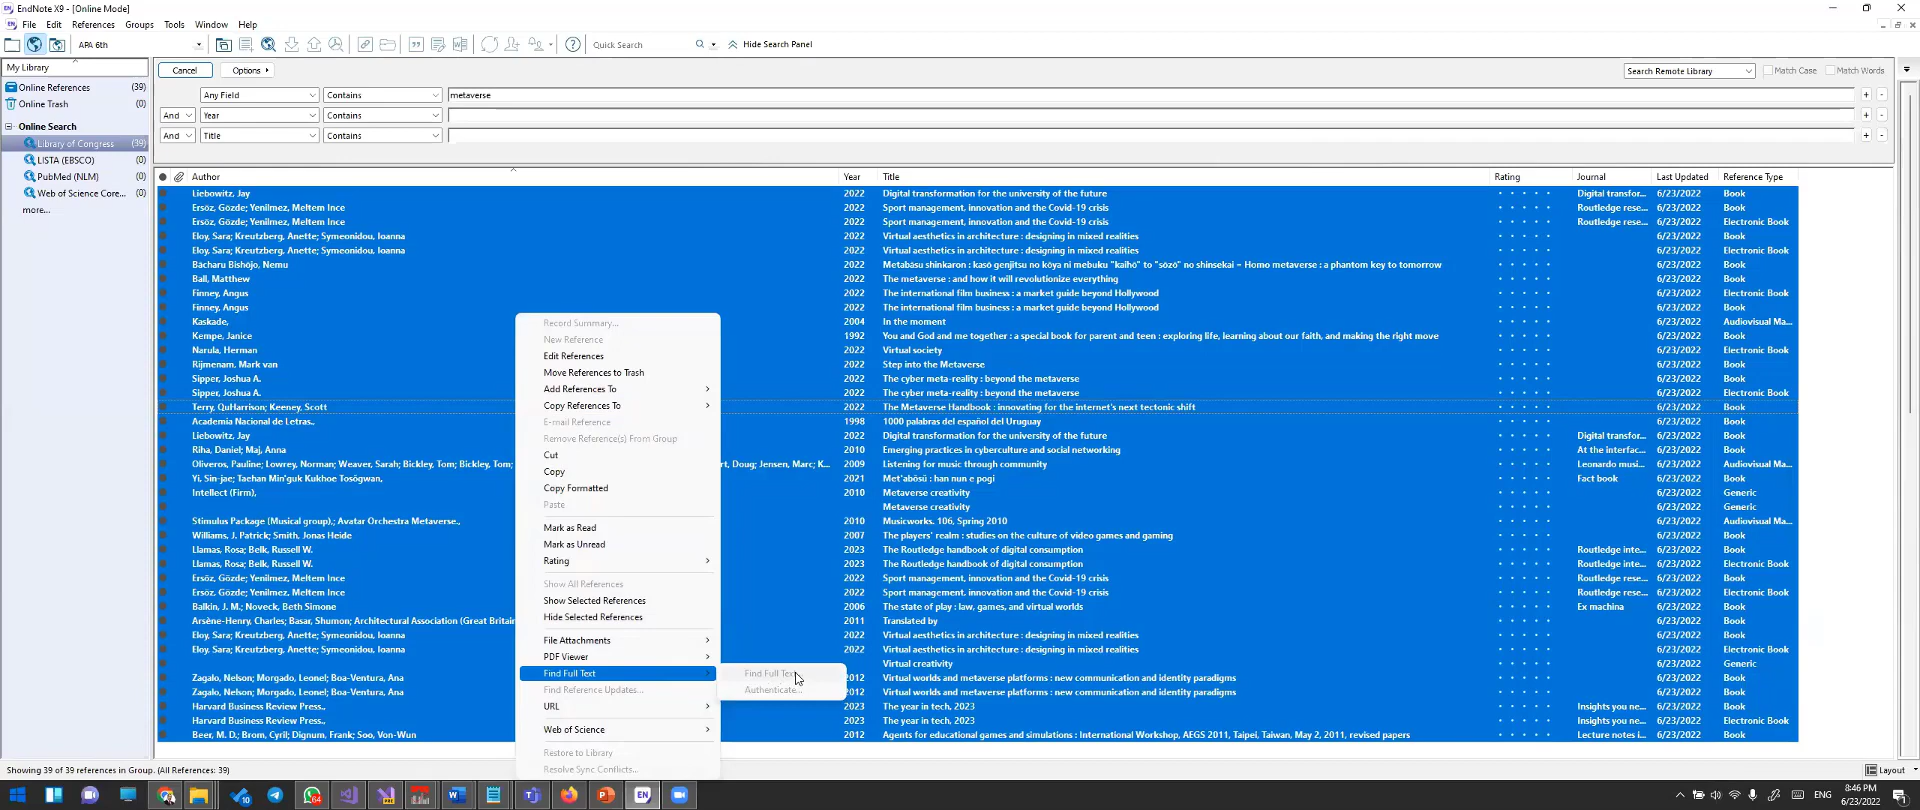 EndNote X9 - [Online Mode]
File Edit References Groups Tools Window Help
APA 6th
Quick Search
Hide Search Panel
My Library
Online References (39)
Online Trash (0)
Online Search
Library of Congress (39)
LISTA (EBSCO) (0)
PubMed (NLM) (0)
Web of Science Core... (0)
more...
Cancel Options Search Remote Library Match Case Match Words
Any Field Contains metaverse + -
And Year Contains + -
And Title Contains + -
Author Year Title Rating Journal Last Updated Reference Type
Liebowitz, Jay 2022 Digital transformation for the university of the future Digital transfor... 6/23/2022 Book
Ersöz, Gözde; Yenilmez, Meltem Ince 2022 Sport management, innovation and the Covid-19 crisis Routledge rese... 6/23/2022 Book
Ersöz, Gözde; Yenilmez, Meltem Ince 2022 Sport management, innovation and the Covid-19 crisis Routledge rese... 6/23/2022 Electronic Book
Eloy, Sara; Kreutzberg, Anette; Symeonidou, Ioanna 2022 Virtual aesthetics in architecture : designing in mixed realities 6/23/2022 Book
Eloy, Sara; Kreutzberg, Anette; Symeonidou, Ioanna 2022 Virtual aesthetics in architecture : designing in mixed realities 6/23/2022 Electronic Book
Bācharu Bishōjo, Nemu 2022 Metabāsu shinkaron : kasō genjitsu no kōya ni mebuku "kaihō" to "sōzō" no shinsekai = Homo metaverse : a phantom key to tomorrow 6/23/2022 Book
Ball, Matthew 2022 The metaverse : and how it will revolutionize everything 6/23/2022 Book
Finney, Angus 2022 The international film business : a market guide beyond Hollywood 6/23/2022 Electronic Book
Finney, Angus 2022 The international film business : a market guide beyond Hollywood 6/23/2022 Book
Kaskade, 2004 In the moment 6/23/2022 Audiovisual Ma...
Kempe, Janice 1992 You and God and me together : a special book for parent and teen : exploring life, learning about our faith, and making the right move 6/23/2022 Book
Narula, Herman 2022 Virtual society 6/23/2022 Electronic Book
Rijmenam, Mark van 2022 Step into the Metaverse 6/23/2022 Book
Sipper, Joshua A. 2022 The cyber meta-reality : beyond the metaverse 6/23/2022 Book
Sipper, Joshua A. 2022 The cyber meta-reality : beyond the metaverse 6/23/2022 Electronic Book
Terry, QuHarrison; Keeney, Scott 2022 The Metaverse Handbook : innovating for the internet's next tectonic shift 6/23/2022 Book
Academia Nacional de Letras., 1998 1000 palabras del español del Uruguay 6/23/2022 Book
Liebowitz, Jay 2022 Digital transformation for the university of the future Digital transfor... 6/23/2022 Book
Riha, Daniel; Maj, Anna 2010 Emerging practices in cyberculture and social networking At the interfac... 6/23/2022 Book
Oliveros, Pauline; Lowrey, Norman; Weaver, Sarah; Bickley, Tom; Bickley, Tom; rt, Doug; Jensen, Marc; K... 2009 Listening for music through community Leonardo musi... 6/23/2022 Audiovisual Ma...
Yi, Sin-jae; Taehan Min'guk Kukhoe Tosŏgwan, 2021 Met'abŏsŭ : han nun e pogi Fact book 6/23/2022 Book
Intellect (Firm), 2010 Metaverse creativity 6/23/2022 Generic
Metaverse creativity 6/23/2022 Generic
Stimulus Package (Musical group),; Avatar Orchestra Metaverse., 2010 Musicworks. 106, Spring 2010 6/23/2022 Audiovisual Ma...
Williams, J. Patrick; Smith, Jonas Heide 2007 The players' realm : studies on the culture of video games and gaming 6/23/2022 Book
Llamas, Rosa; Belk, Russell W. 2023 The Routledge handbook of digital consumption Routledge inte... 6/23/2022 Book
Llamas, Rosa; Belk, Russell W. 2023 The Routledge handbook of digital consumption Routledge inte... 6/23/2022 Electronic Book
Ersöz, Gözde; Yenilmez, Meltem Ince 2022 Sport management, innovation and the Covid-19 crisis Routledge rese... 6/23/2022 Book
Ersöz, Gözde; Yenilmez, Meltem Ince 2022 Sport management, innovation and the Covid-19 crisis Routledge rese... 6/23/2022 Electronic Book
Balkin, J. M.; Noveck, Beth Simone 2006 The state of play : law, games, and virtual worlds Ex machina 6/23/2022 Book
Arsène-Henry, Charles; Basar, Shumon; Architectural Association (Great Britain 2011 Translated by 6/23/2022 Book
Eloy, Sara; Kreutzberg, Anette; Symeonidou, Ioanna 2022 Virtual aesthetics in architecture : designing in mixed realities 6/23/2022 Book
Eloy, Sara; Kreutzberg, Anette; Symeonidou, Ioanna 2022 Virtual aesthetics in architecture : designing in mixed realities 6/23/2022 Electronic Book
Virtual creativity 6/23/2022 Generic
Zagalo, Nelson; Morgado, Leonel; Boa-Ventura, Ana 2012 Virtual worlds and metaverse platforms : new communication and identity paradigms 6/23/2022 Book
Zagalo, Nelson; Morgado, Leonel; Boa-Ventura, Ana 2012 Virtual worlds and metaverse platforms : new communication and identity paradigms 6/23/2022 Electronic Book
Harvard Business Review Press., 2023 The year in tech, 2023 Insights you ne... 6/23/2022 Book
Harvard Business Review Press., 2023 The year in tech, 2023 Insights you ne... 6/23/2022 Electronic Book
Beer, M. D.; Brom, Cyril; Dignum, Frank; Soo, Von-Wun 2012 Agents for educational games and simulations : International Workshop, AEGS 2011, Taipei, Taiwan, May 2, 2011, revised papers Lecture notes i... 6/23/2022 Book
Record Summary...
New Reference
Edit References
Move References to Trash
Add References To
Copy References To
E-mail Reference
Remove Reference(s) From Group
Cut
Copy
Copy Formatted
Paste
Mark as Read
Mark as Unread
Rating
Show All References
Show Selected References
Hide Selected References
File Attachments
PDF Viewer
Find Full Text
Find Reference Updates...
URL
Web of Science
Restore to Library
Resolve Sync Conflicts...
Find Full Text
Authenticate...
Showing 39 of 39 references in Group. (All References: 39)
Layout
64
EN
ENG
8:46 PM
6/23/2022